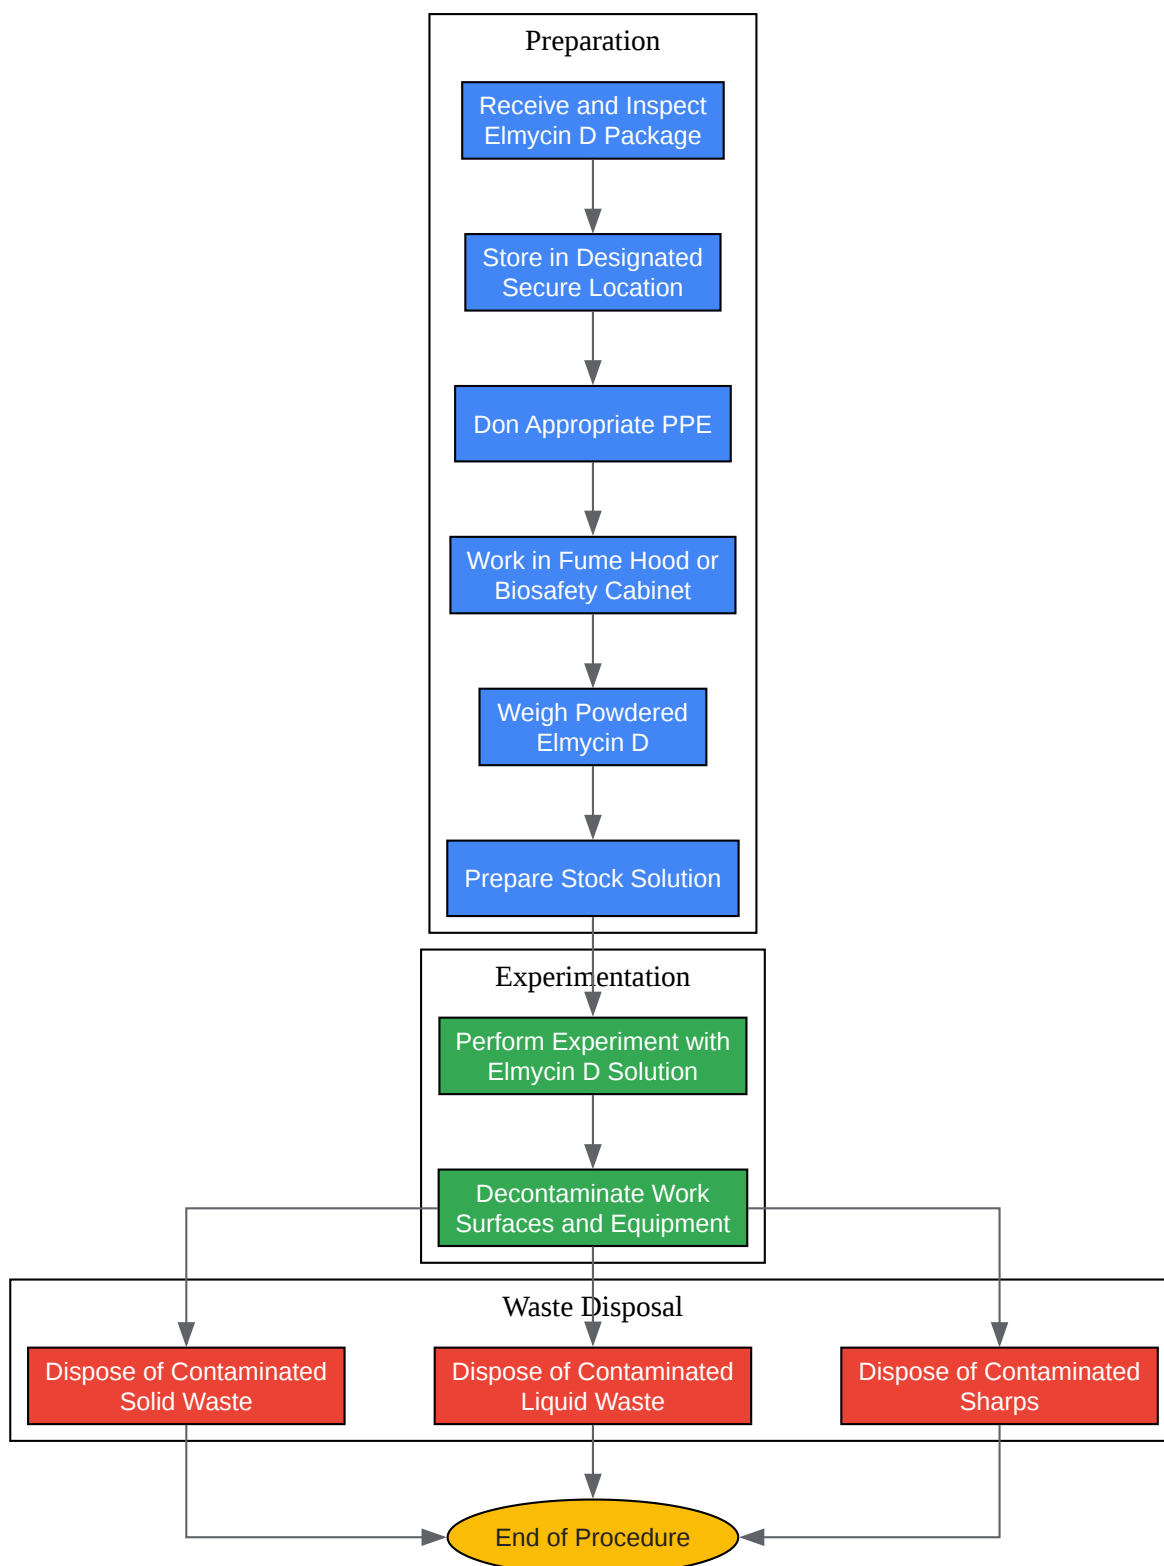 Preparation
Receive and Inspect
Elmycin D Package
Store in Designated
Secure Location
Don Appropriate PPE
Work in Fume Hood or
Biosafety Cabinet
Weigh Powdered
Elmycin D
Prepare Stock Solution
Experimentation
Perform Experiment with
Elmycin D Solution
Decontaminate Work
Surfaces and Equipment
Waste Disposal
Dispose of Contaminated
Solid Waste
Dispose of Contaminated
Liquid Waste
Dispose of Contaminated
Sharps
End of Procedure